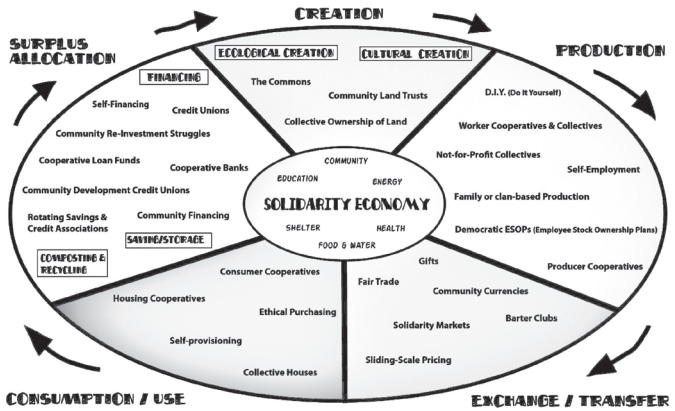 CREATION
SURPLUS
ALLOCATION
PRODUCTION
ECOLOGICAL CREATION
CULTURAL CREATION
The Commons
Community Land Trusts
Collective Ownership of Land
FINANCING
Self-Financing
Credit Unions
Community Re-Investment Struggles
Cooperative Loan Funds
Cooperative Banks
Community Development Credit Unions
Rotating Savings &
Credit Associations
Community Financing
SAVING/STORAGE
COMPOSTING &
RECYCLING
D.I.Y. (Do It Yourself)
Worker Cooperatives & Collectives
Not-for-Profit Collectives
Self-Employment
Family or clan-based Production
Democratic ESOPs (Employee Stock Ownership Plans)
Producer Cooperatives
COMMUNITY
EDUCATION
ENERGY
SOLIDARITY ECONOMY
SHELTER
HEALTH
FOOD & WATER
Consumer Cooperatives
Housing Cooperatives
Ethical Purchasing
Self-provisioning
Collective Houses
Gifts
Fair Trade
Community Currencies
Barter Clubs
Solidarity Markets
Sliding-Scale Pricing
CONSUMPTION / USE
EXCHANGE / TRANSFER